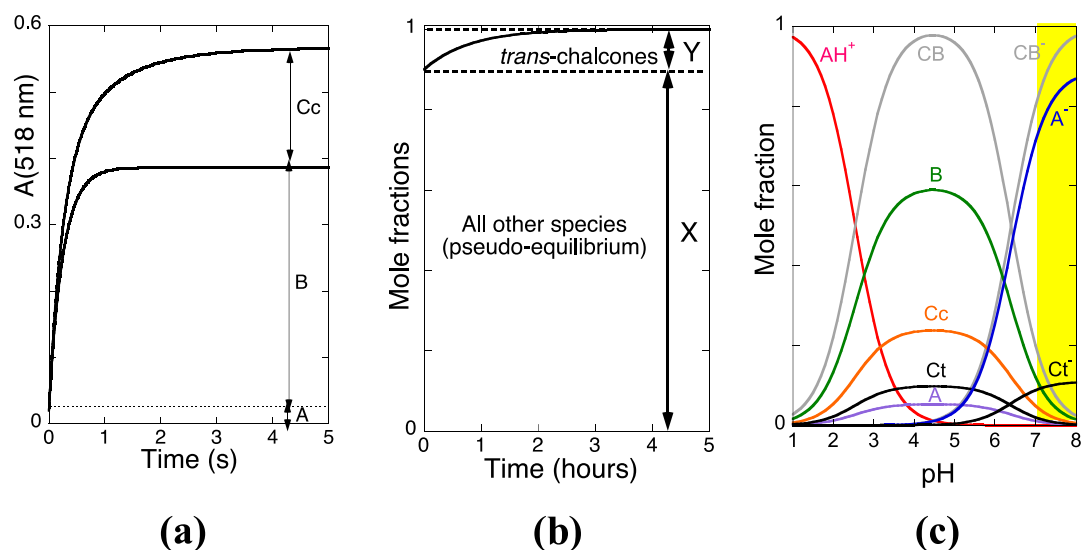 0.6
0.3
0
A(518 nm)
Cc
B
A
0 1 2 3 4 5
Time (s)
(a)
1
0
Mole fractions
trans-chalcones
Y
All other species
(pseudo-equilibrium)
X
0 1 2 3 4 5
Time (hours)
(b)
1
0
Mole fraction
AH+
CB
CB-
A-
B
Cc
Ct
Ct-
A
1 2 3 4 5 6 7 8
pH
(c)